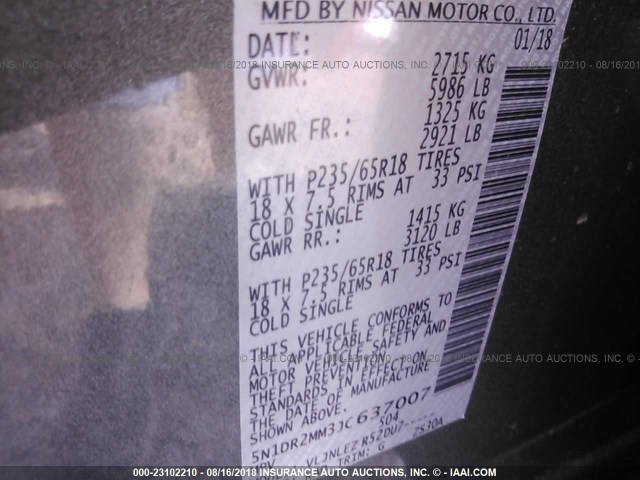 MFD BY NISSAN MOTOR CO., LTD.
DATE: 01/18
GVWR: 2715 KG
5986 LB
GAWR FR.: 1325 KG
2921 LB
WITH P235/65R18 TIRES
18 X 7.5 RIMS AT 33 PSI
COLD SINGLE
GAWR RR.: 1415 KG
3120 LB
WITH P235/65R18 TIRES
18 X 7.5 RIMS AT 33 PSI
COLD SINGLE
THIS VEHICLE CONFORMS TO
ALL APPLICABLE FEDERAL
MOTOR VEHICLE SAFETY AND
THEFT PREVENTION
STANDARDS IN EFFECT ON
THE DATE OF MANUFACTURE
SHOWN ABOVE.
5N1DR2MM3JC637007
S04
TRIM: G
000-23102210 - 08/16/2018 INSURANCE AUTO AUCTIONS, INC. - © IAAI.COM